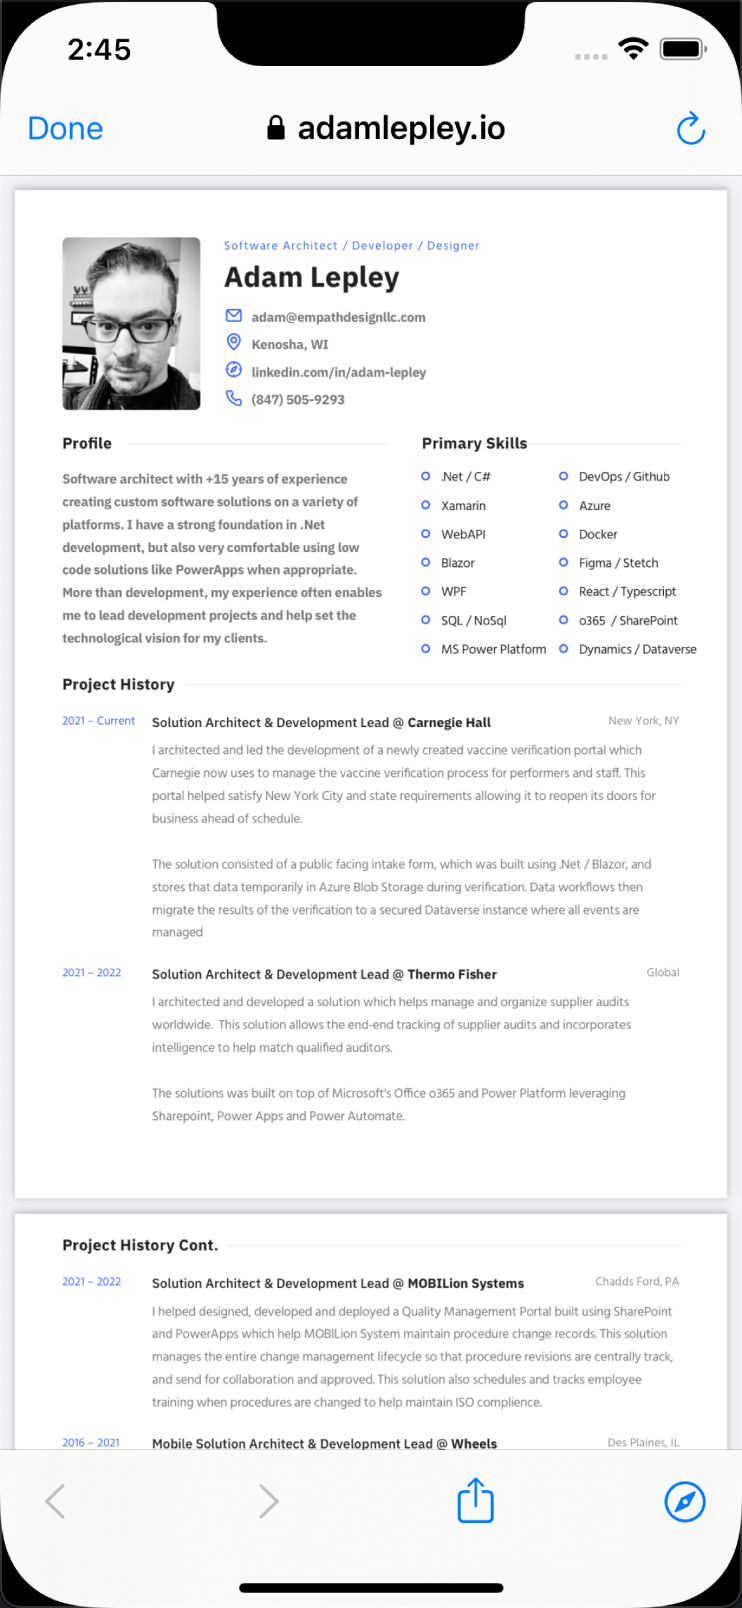 2:45
Done
adamlepley.io
Software Architect / Developer / Designer
Adam Lepley
adam@empathdesignllc.com
Kenosha, WI
linkedin.com/in/adam-lepley
(847) 505-9293
Profile
Software architect with +15 years of experience
creating custom software solutions on a variety of
platforms. I have a strong foundation in .Net
development, but also very comfortable using low
code solutions like PowerApps when appropriate.
More than development, my experience often enables
me to lead development projects and help set the
technological vision for my clients.
Primary Skills
.Net / C#
DevOps / Github
Xamarin
Azure
WebAPI
Docker
Blazor
Figma / Stetch
WPF
React / Typescript
SQL / NoSql
o365 / SharePoint
MS Power Platform
Dynamics / Dataverse
Project History
2021 – Current
Solution Architect & Development Lead @ Carnegie Hall
New York, NY
I architected and led the development of a newly created vaccine verification portal which
Carnegie now uses to manage the vaccine verification process for performers and staff. This
portal helped satisfy New York City and state requirements allowing it to reopen its doors for
business ahead of schedule.
The solution consisted of a public facing intake form, which was built using .Net / Blazor, and
stores that data temporarily in Azure Blob Storage during verification. Data workflows then
migrate the results of the verification to a secured Dataverse instance where all events are
managed
2021 – 2022
Solution Architect & Development Lead @ Thermo Fisher
Global
I architected and developed a solution which helps manage and organize supplier audits
worldwide. This solution allows the end-end tracking of supplier audits and incorporates
intelligence to help match qualified auditors.
The solutions was built on top of Microsoft's Office o365 and Power Platform leveraging
Sharepoint, Power Apps and Power Automate.
Project History Cont.
2021 – 2022
Solution Architect & Development Lead @ MOBILion Systems
Chadds Ford, PA
I helped designed, developed and deployed a Quality Management Portal built using SharePoint
and PowerApps which help MOBILion System maintain procedure change records. This solution
manages the entire change management lifecycle so that procedure revisions are centrally track,
and send for collaboration and approved. This solution also schedules and tracks employee
training when procedures are changed to help maintain ISO complience.
2016 – 2021
Mobile Solution Architect & Development Lead @ Wheels
Des Plaines, IL